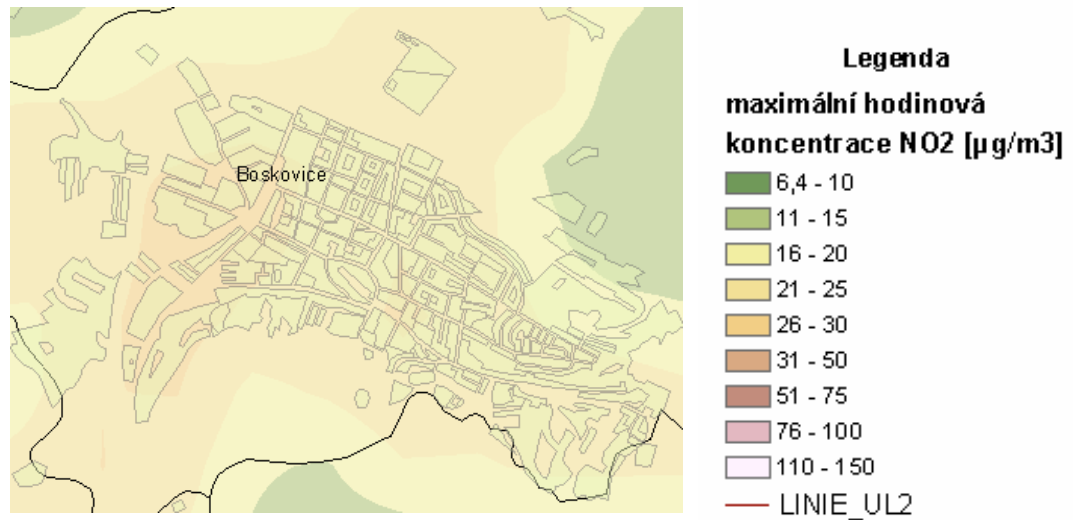 Boskovice
Legenda
maximální hodinová
koncentrace NO2 [µg/m3]
6,4 - 10
11 - 15
16 - 20
21 - 25
26 - 30
31 - 50
51 - 75
76 - 100
110 - 150
LINIE_UL2